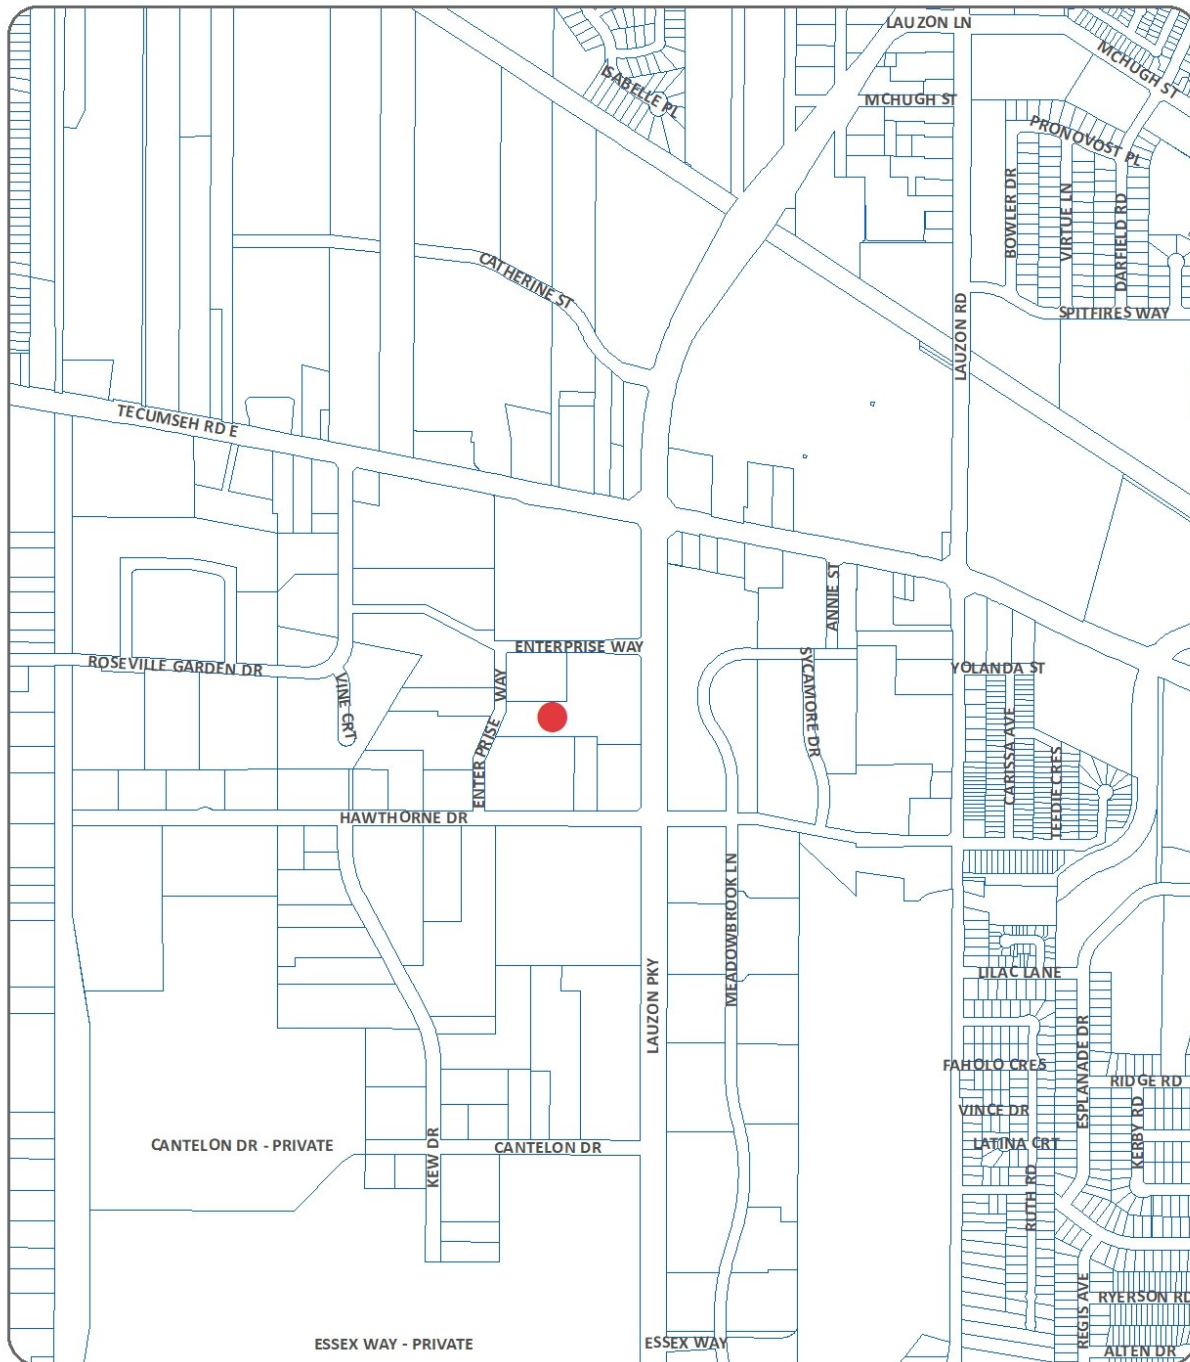 LAUZON LN
MCHUGH ST
ISABELLE PL
MCHUGH ST
PRONOVOST PL
BOWLER DR
VIRTUE LN
DARFIELD RD
CATHERINE ST
SPITFIRES WAY
LAUZON RD
TECUMSEH RD E
ANNIE ST
ENTERPRISE WAY
ROSEVILLE GARDEN DR
YOLANDA ST
VINE CRT
ENTERPRISE WAY
SYCAMORE DR
CARISSA AVE
TEEDIE CRES
HAWTHORNE DR
MEADOWBROOK LN
LAUZON PKY
LILAC LANE
ESPLANADE DR
FAHOLO CRES
RIDGE RD
VINCE DR
KERBY RD
CANTELON DR - PRIVATE
KEW DR
CANTELON DR
LATINA CRT
RUTH RD
REGIS AVE
RYERSON RD
ESSEX WAY - PRIVATE
ESSEX WAY
ALTEN DR